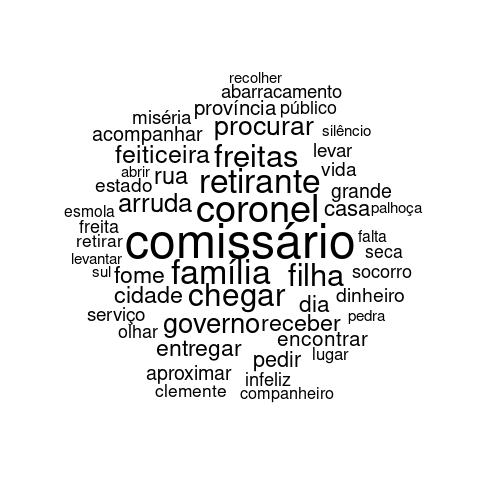 recolher
abarracamento
província público
miséria
acompanhar procurar silêncio
feiticeira freitas levar
abrir rua retirante vida
estado grande
esmola arruda coronel casa palhoça
freita
retirar comissário falta
levantar seca
sul fome família filha socorro
cidade chegar dia dinheiro
serviço governo receber pedra
olhar encontrar
entregar pedir lugar
aproximar infeliz
clemente companheiro